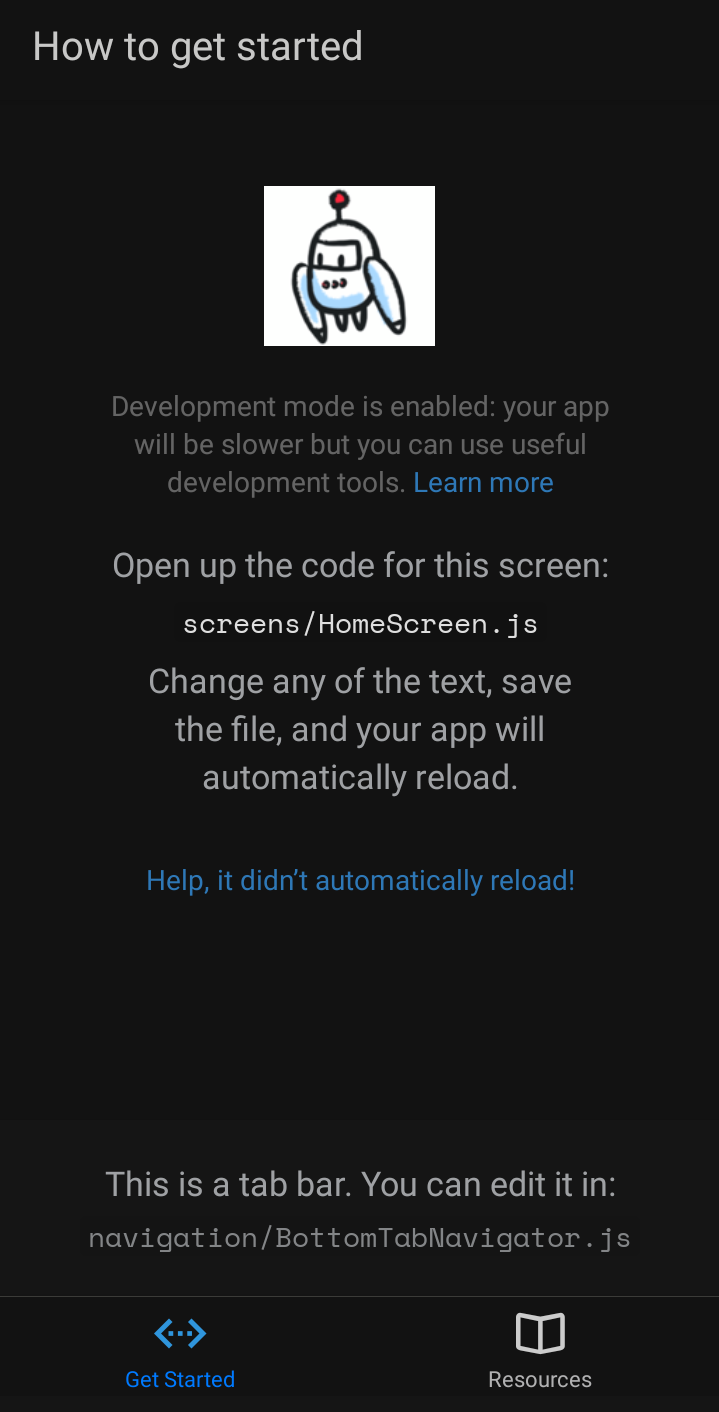 How to get started
Development mode is enabled: your app
will be slower but you can use useful
development tools. Learn more
Open up the code for this screen:
screens/HomeScreen.js
Change any of the text, save
the file, and your app will
automatically reload.
Help, it didn’t automatically reload!
This is a tab bar. You can edit it in:
navigation/BottomTabNavigator.js
Get Started
Resources